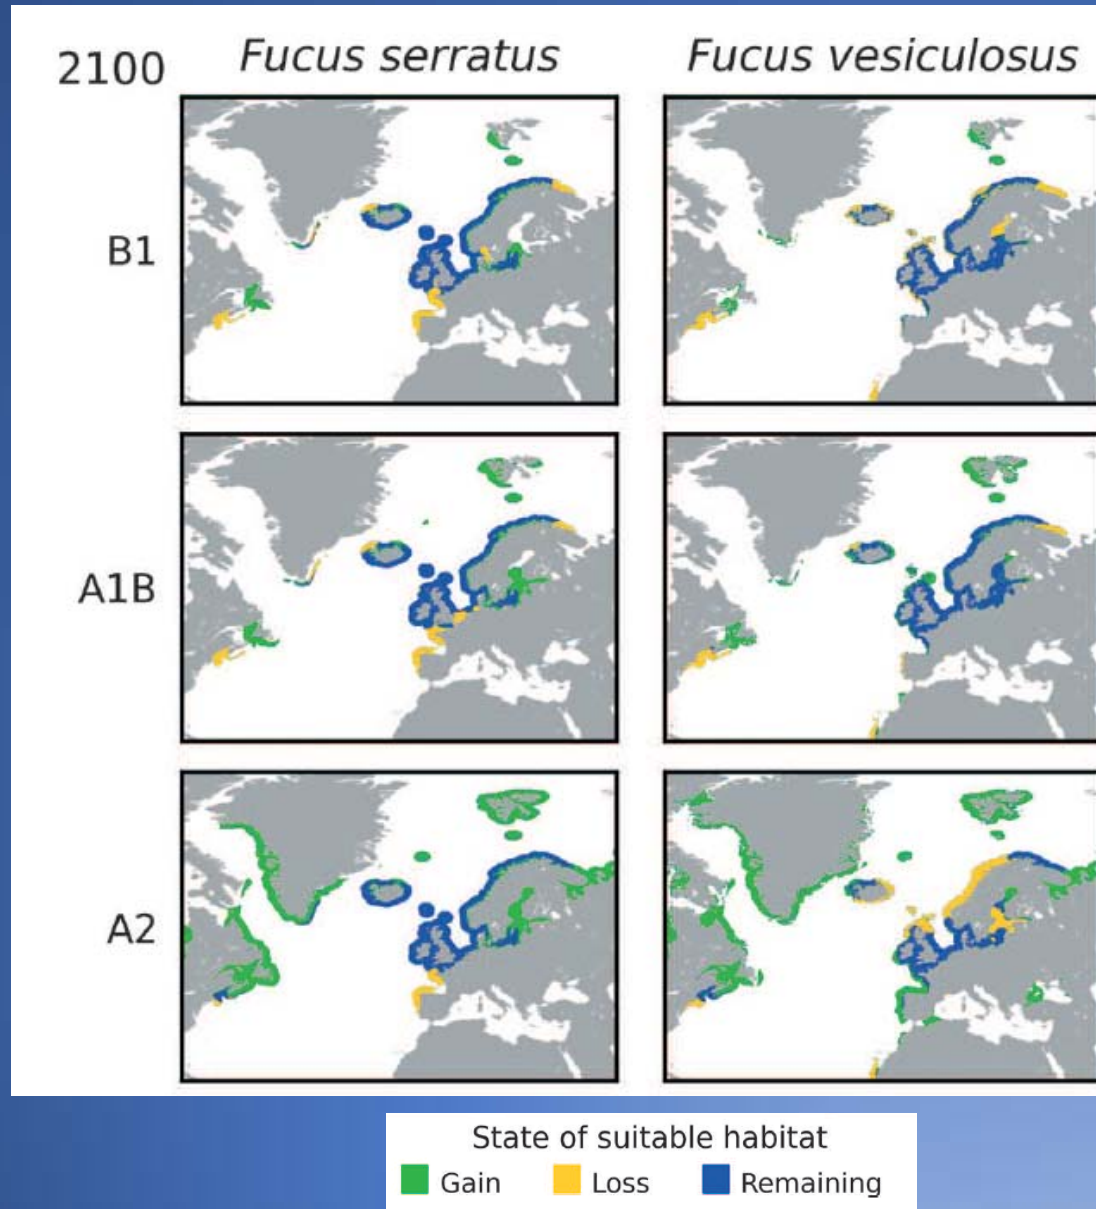 2100
Fucus serratus
Fucus vesiculosus
B1
A1B
A2
State of suitable habitat
Gain
Loss
Remaining